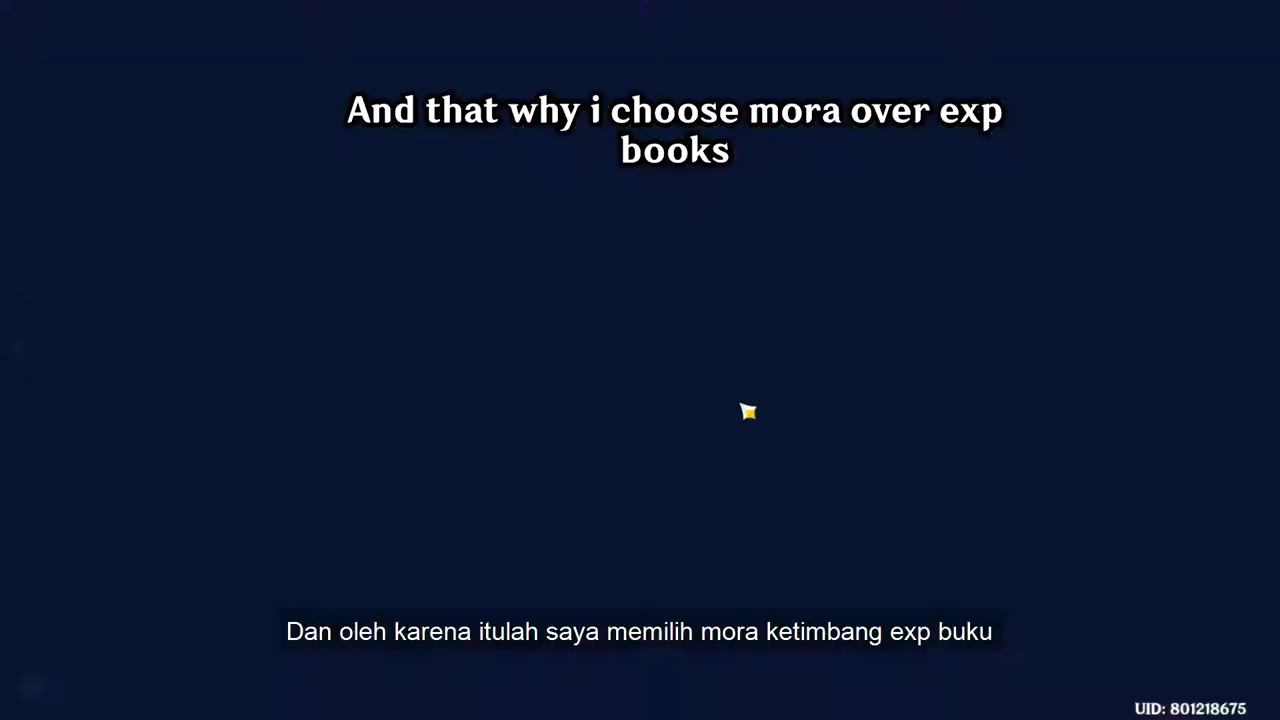 And that why i choose mora over exp
books
Dan oleh karena itulah saya memilih mora ketimbang exp buku
UID: 801218675